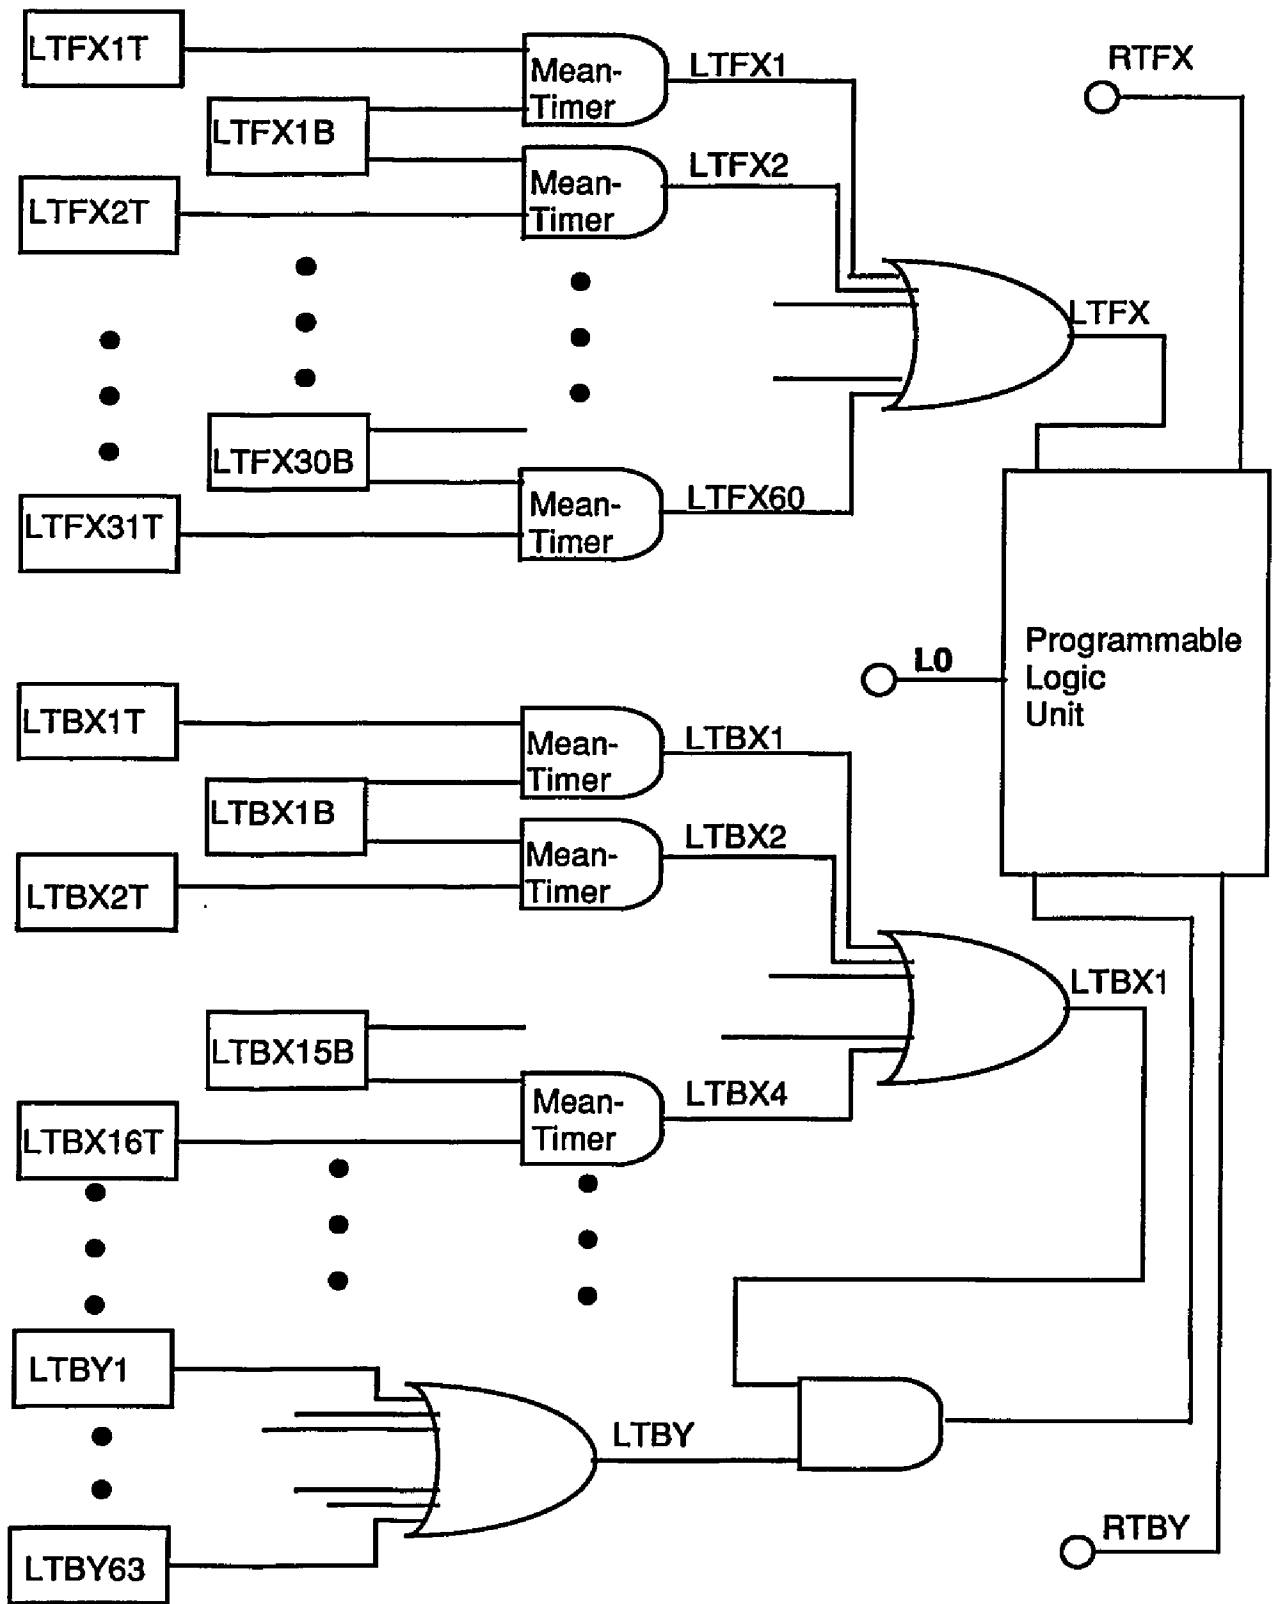 LTFX1T
Mean-
Timer
LTFX1
RTFX
LTFX1B
LTFX2T
Mean-
Timer
LTFX2
LTFX
LTFX30B
LTFX31T
Mean-
Timer
LTFX60
Programmable
Logic
Unit
L0
LTBX1T
Mean-
Timer
LTBX1
LTBX1B
LTBX2T
Mean-
Timer
LTBX2
LTBX1
LTBX15B
LTBX16T
Mean-
Timer
LTBX4
LTBY1
LTBY
LTBY63
RTBY